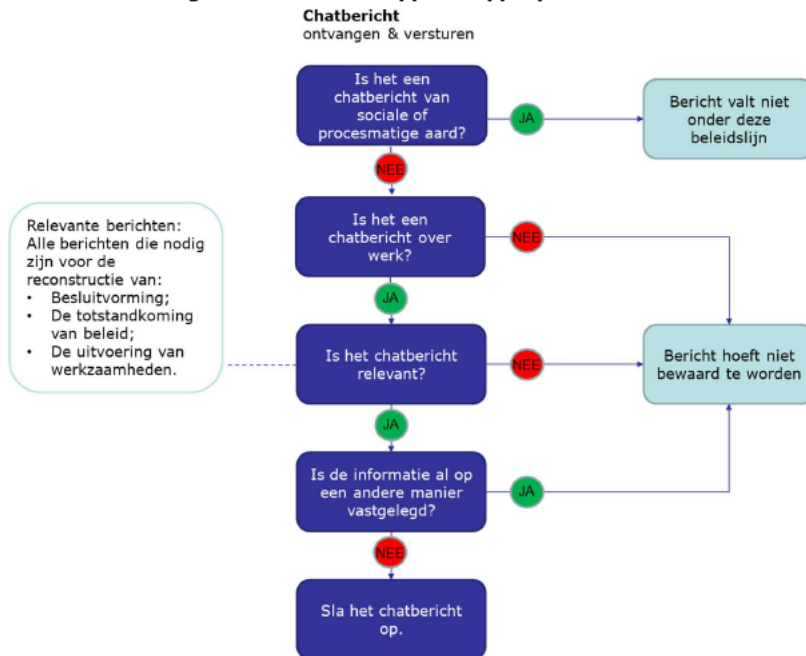 Chatbericht
ontvangen & versturen
Is het een
chatbericht van
sociale of
procesmatige aard?
JA
Bericht valt niet
onder deze
beleidslijn
NEE
Is het een
chatbericht over
werk?
NEE
JA
Relevante berichten:
Alle berichten die nodig
zijn voor de
reconstructie van:
• Besluitvorming;
• De totstandkoming
van beleid;
• De uitvoering van
werkzaamheden.
Is het chatbericht
relevant?
NEE
Bericht hoeft niet
bewaard te worden
JA
Is de informatie al op
een andere manier
vastgelegd?
JA
NEE
Sla het chatbericht
op.